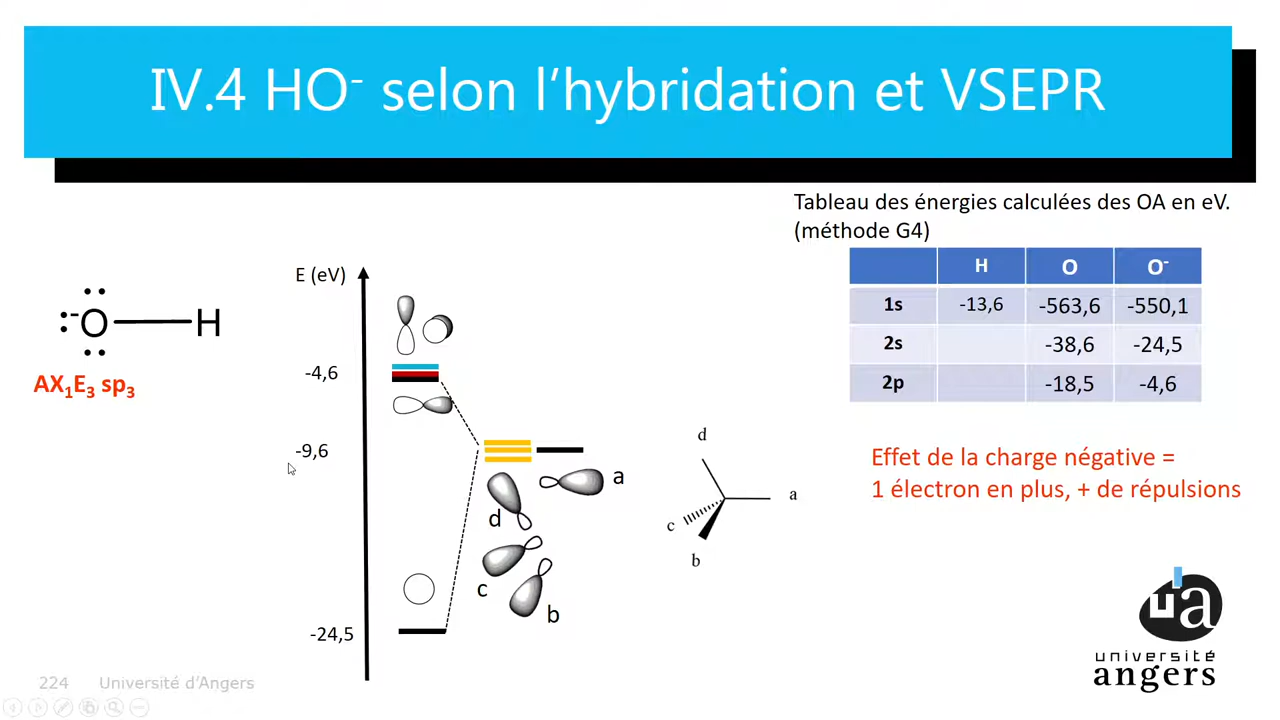 IV.4 HO⁻ selon l'hybridation et VSEPR
Tableau des énergies calculées des OA en eV.
(méthode G4)
H O O⁻
1s -13,6 -563,6 -550,1
2s -38,6 -24,5
2p -18,5 -4,6
:⁻O H
AX₁E₃ sp₃
E (eV)
-4,6
-9,6
-24,5
a
d
c
b
d
a
c
b
Effet de la charge négative =
1 électron en plus, + de répulsions
ua
université
angers
224 Université d'Angers